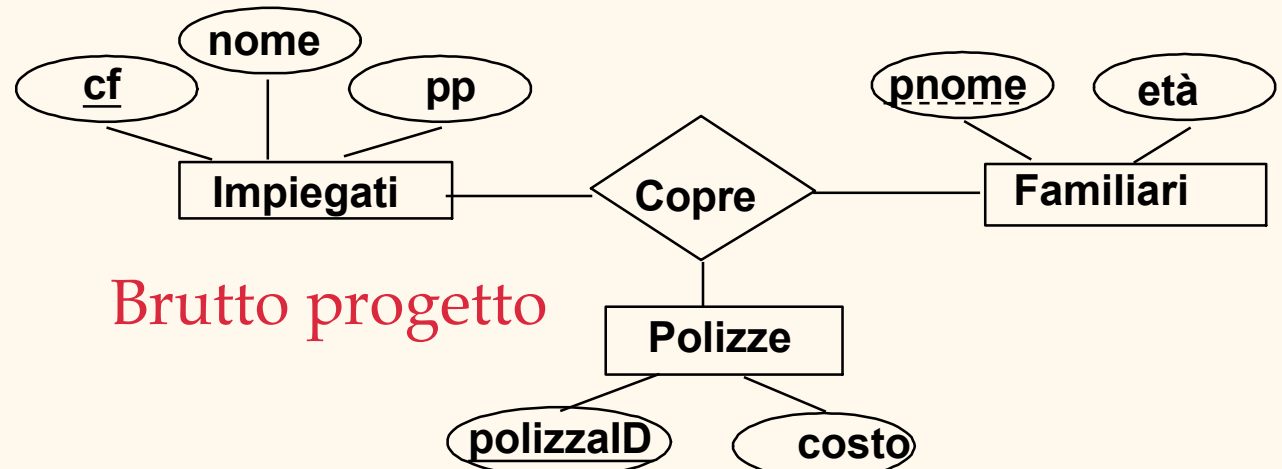 nome
cf
pp
pnome
età
Impiegati
Copre
Familiari
Brutto progetto
Polizze
polizzaID
costo